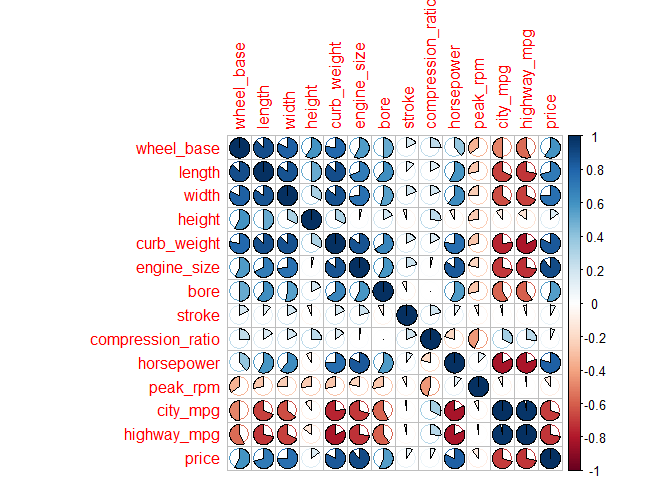 wheel_base
length
width
height
curb_weight
engine_size
bore
stroke
compression_ratio
horsepower
peak_rpm
city_mpg
highway_mpg
price
wheel_base
length
width
height
curb_weight
engine_size
bore
stroke
compression_ratio
horsepower
peak_rpm
city_mpg
highway_mpg
price
1
0.8
0.6
0.4
0.2
0
-0.2
-0.4
-0.6
-0.8
-1